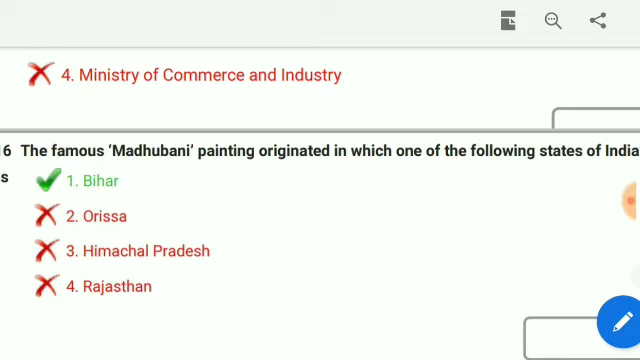 4. Ministry of Commerce and Industry
16 The famous ‘Madhubani’ painting originated in which one of the following states of India
s
1. Bihar
2. Orissa
3. Himachal Pradesh
4. Rajasthan